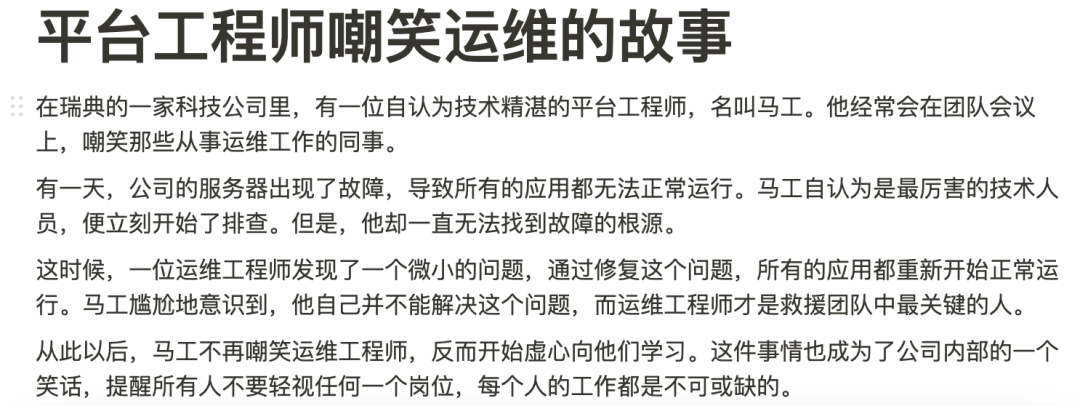 平台工程师嘲笑运维的故事
在瑞典的一家科技公司里，有一位自认为技术精湛的平台工程师，名叫马工。他经常会在团队会议
上，嘲笑那些从事运维工作的同事。
有一天，公司的服务器出现了故障，导致所有的应用都无法正常运行。马工自认为是最厉害的技术人
员，便立刻开始了排查。但是，他却一直无法找到故障的根源。
这时候，一位运维工程师发现了一个微小的问题，通过修复这个问题，所有的应用都重新开始正常运
行。马工尴尬地意识到，他自己并不能解决这个问题，而运维工程师才是救援团队中最关键的人。
从此以后，马工不再嘲笑运维工程师，反而开始虚心向他们学习。这件事情也成为了公司内部的一个
笑话，提醒所有人不要轻视任何一个岗位，每个人的工作都是不可或缺的。